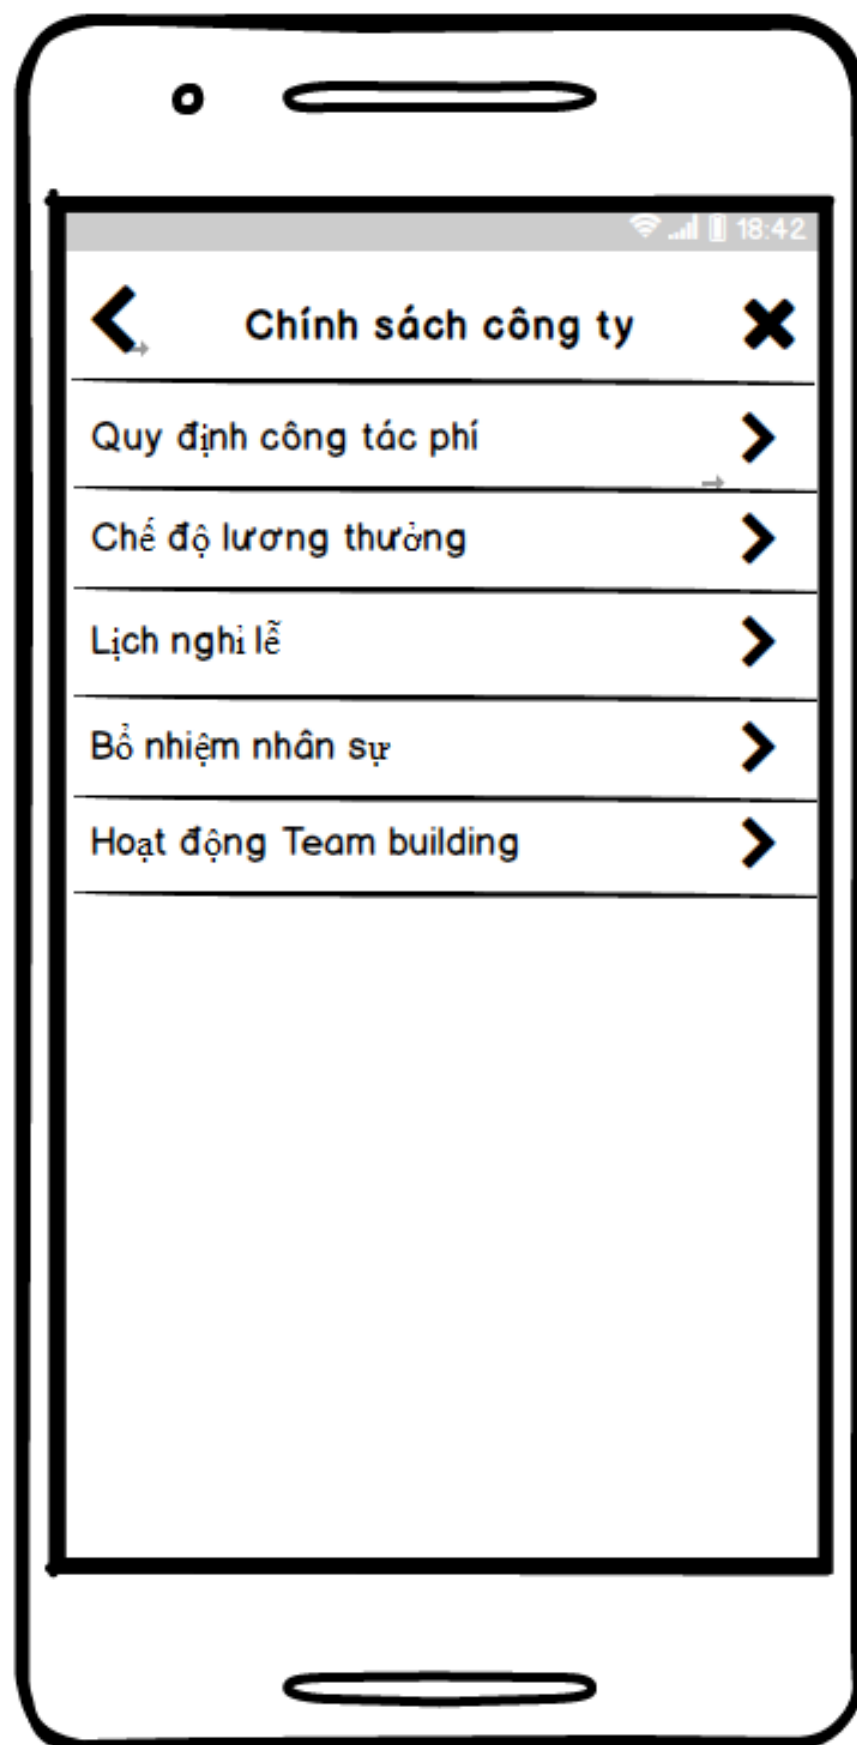 18:42
Chính sách công ty
Quy định công tác phí
Chế độ lương thưởng
Lịch nghỉ lễ
Bổ nhiệm nhân sự
Hoạt động Team building